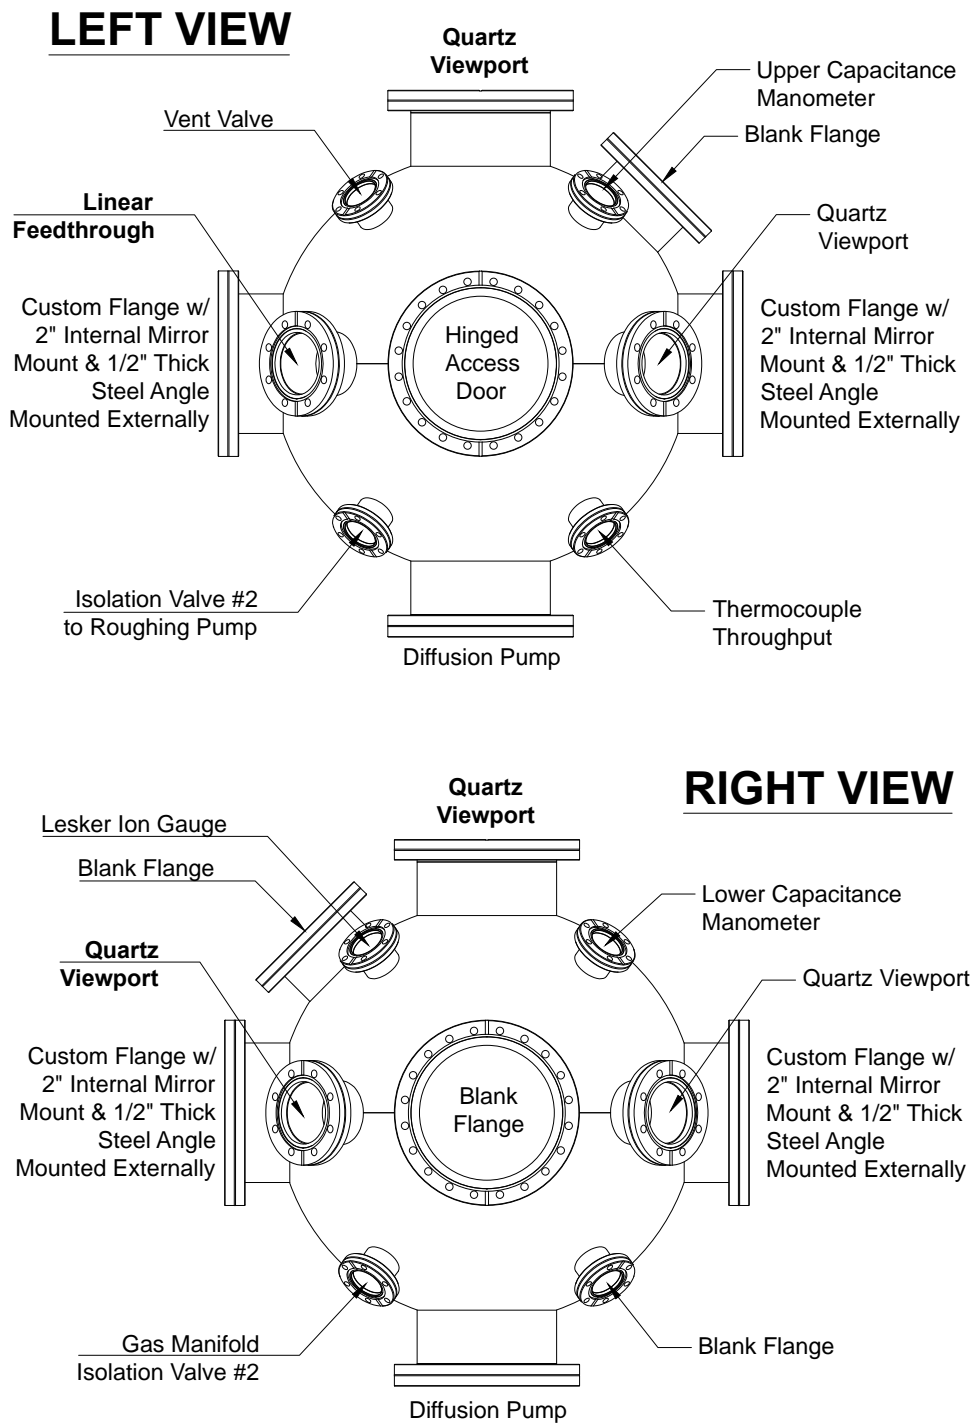 LEFT VIEW
Quartz
Viewport
Upper Capacitance
Manometer
Vent Valve
Blank Flange
Linear
Feedthrough
Quartz
Viewport
Custom Flange w/
2" Internal Mirror
Mount & 1/2" Thick
Steel Angle
Mounted Externally
Hinged
Access
Door
Custom Flange w/
2" Internal Mirror
Mount & 1/2" Thick
Steel Angle
Mounted Externally
Isolation Valve #2
to Roughing Pump
Thermocouple
Throughput
Diffusion Pump
RIGHT VIEW
Quartz
Viewport
Lesker Ion Gauge
Blank Flange
Lower Capacitance
Manometer
Quartz
Viewport
Quartz Viewport
Custom Flange w/
2" Internal Mirror
Mount & 1/2" Thick
Steel Angle
Mounted Externally
Blank
Flange
Custom Flange w/
2" Internal Mirror
Mount & 1/2" Thick
Steel Angle
Mounted Externally
Gas Manifold
Isolation Valve #2
Blank Flange
Diffusion Pump